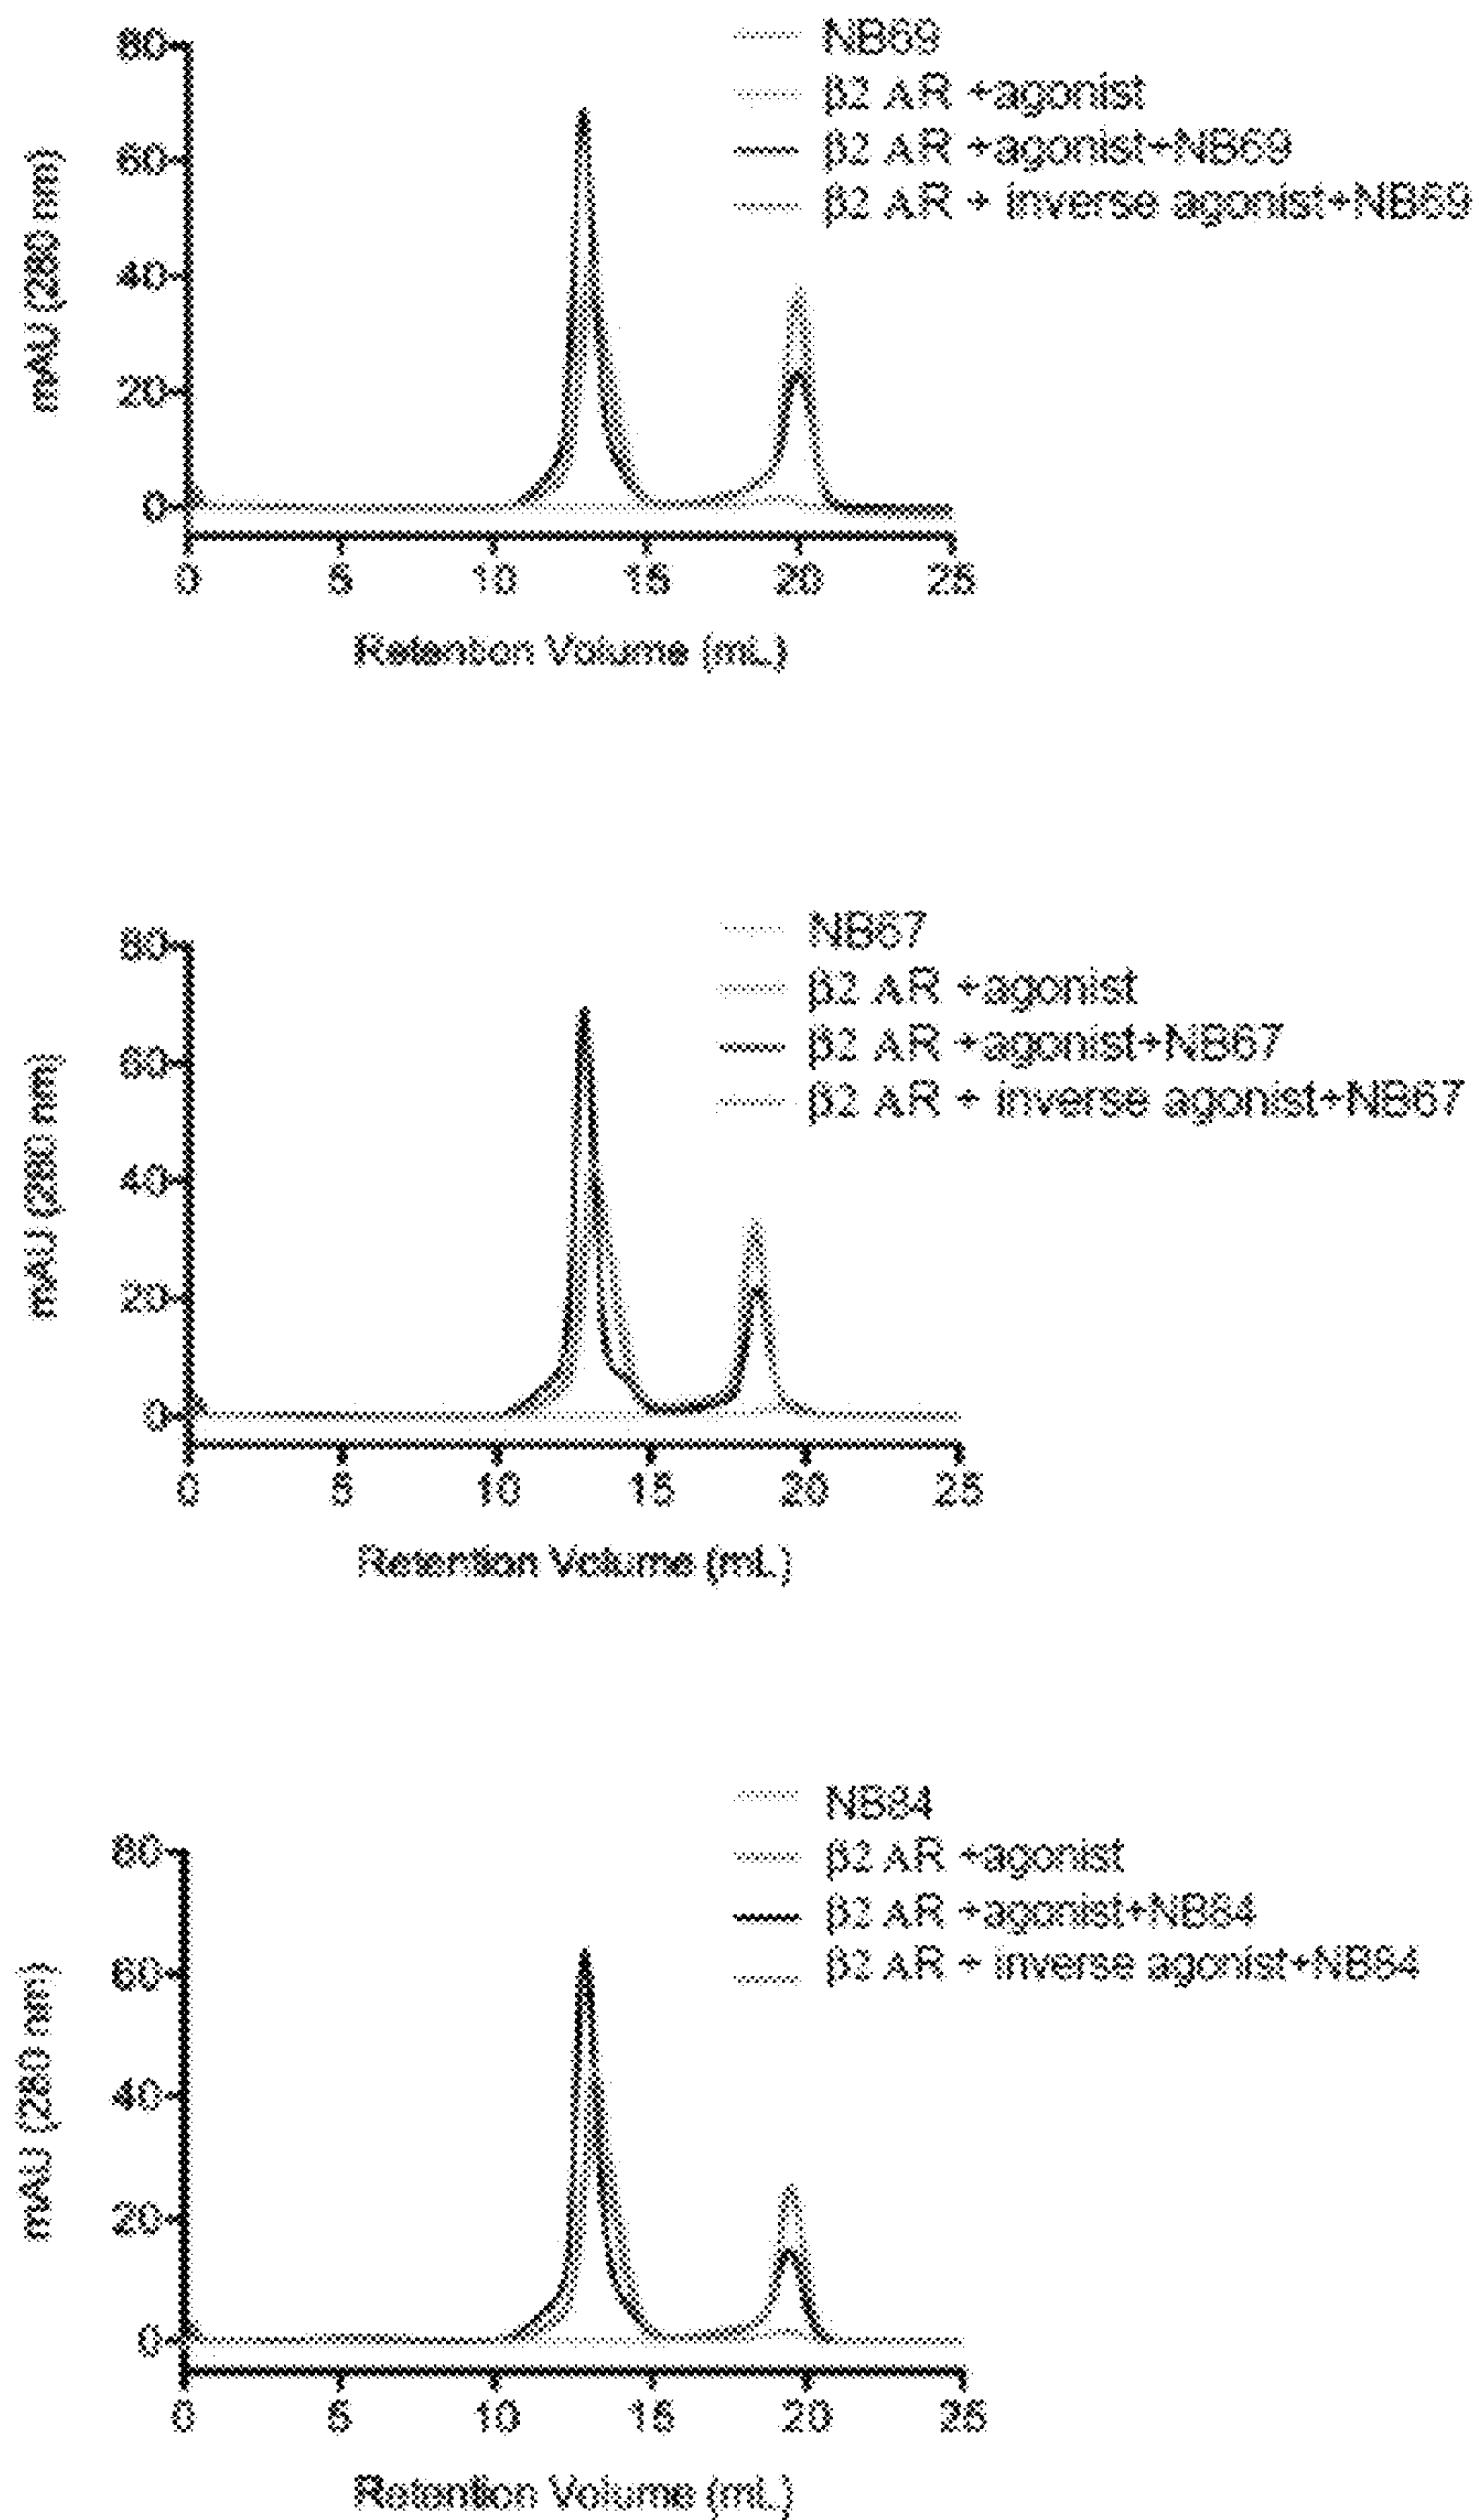 NB69
β2 AR +agonist
β2 AR +agonist+NB69
β2 AR + inverse agonist+NB69
mAU (280 nm)
80
60
40
20
0
0 5 10 15 20 25
Retention Volume (mL)
NB67
β2 AR +agonist
β2 AR +agonist+NB67
β2 AR + inverse agonist+NB67
mAU (280 nm)
80
60
40
20
0
0 5 10 15 20 25
Retention Volume (mL)
NB84
β2 AR +agonist
β2 AR +agonist+NB84
β2 AR + inverse agonist+NB84
mAU (280 nm)
80
60
40
20
0
0 5 10 15 20 25
Retention Volume (mL)